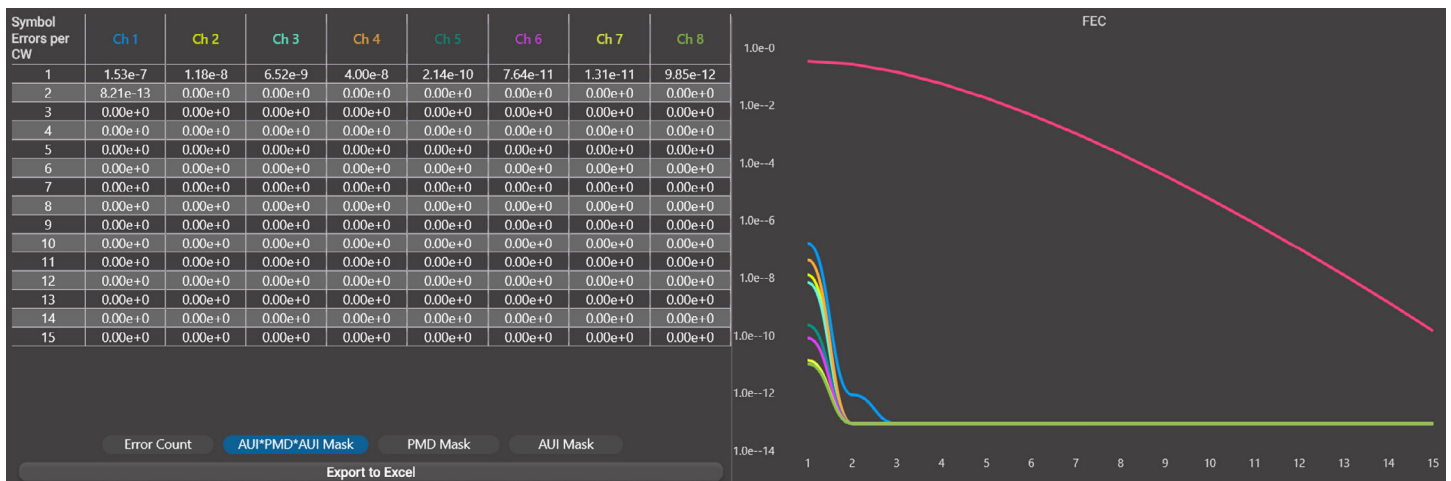 Symbol Errors per CW Ch 1 Ch 2 Ch 3 Ch 4 Ch 5 Ch 6 Ch 7 Ch 8
1 1.53e-7 1.18e-8 6.52e-9 4.00e-8 2.14e-10 7.64e-11 1.31e-11 9.85e-12
2 8.21e-13 0.00e+0 0.00e+0 0.00e+0 0.00e+0 0.00e+0 0.00e+0 0.00e+0
3 0.00e+0 0.00e+0 0.00e+0 0.00e+0 0.00e+0 0.00e+0 0.00e+0 0.00e+0
4 0.00e+0 0.00e+0 0.00e+0 0.00e+0 0.00e+0 0.00e+0 0.00e+0 0.00e+0
5 0.00e+0 0.00e+0 0.00e+0 0.00e+0 0.00e+0 0.00e+0 0.00e+0 0.00e+0
6 0.00e+0 0.00e+0 0.00e+0 0.00e+0 0.00e+0 0.00e+0 0.00e+0 0.00e+0
7 0.00e+0 0.00e+0 0.00e+0 0.00e+0 0.00e+0 0.00e+0 0.00e+0 0.00e+0
8 0.00e+0 0.00e+0 0.00e+0 0.00e+0 0.00e+0 0.00e+0 0.00e+0 0.00e+0
9 0.00e+0 0.00e+0 0.00e+0 0.00e+0 0.00e+0 0.00e+0 0.00e+0 0.00e+0
10 0.00e+0 0.00e+0 0.00e+0 0.00e+0 0.00e+0 0.00e+0 0.00e+0 0.00e+0
11 0.00e+0 0.00e+0 0.00e+0 0.00e+0 0.00e+0 0.00e+0 0.00e+0 0.00e+0
12 0.00e+0 0.00e+0 0.00e+0 0.00e+0 0.00e+0 0.00e+0 0.00e+0 0.00e+0
13 0.00e+0 0.00e+0 0.00e+0 0.00e+0 0.00e+0 0.00e+0 0.00e+0 0.00e+0
14 0.00e+0 0.00e+0 0.00e+0 0.00e+0 0.00e+0 0.00e+0 0.00e+0 0.00e+0
15 0.00e+0 0.00e+0 0.00e+0 0.00e+0 0.00e+0 0.00e+0 0.00e+0 0.00e+0
Error Count AUI*PMD*AUI Mask PMD Mask AUI Mask
Export to Excel
FEC
1.0e-0
1.0e--2
1.0e--4
1.0e--6
1.0e--8
1.0e--10
1.0e--12
1.0e--14
1 2 3 4 5 6 7 8 9 10 11 12 13 14 15